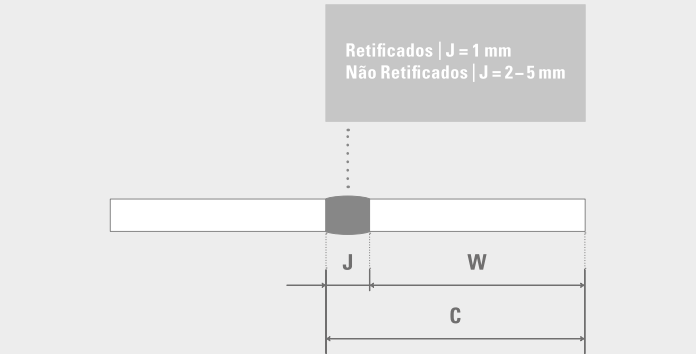 Retificados | J = 1 mm
Não Retificados | J = 2–5 mm
J
W
C